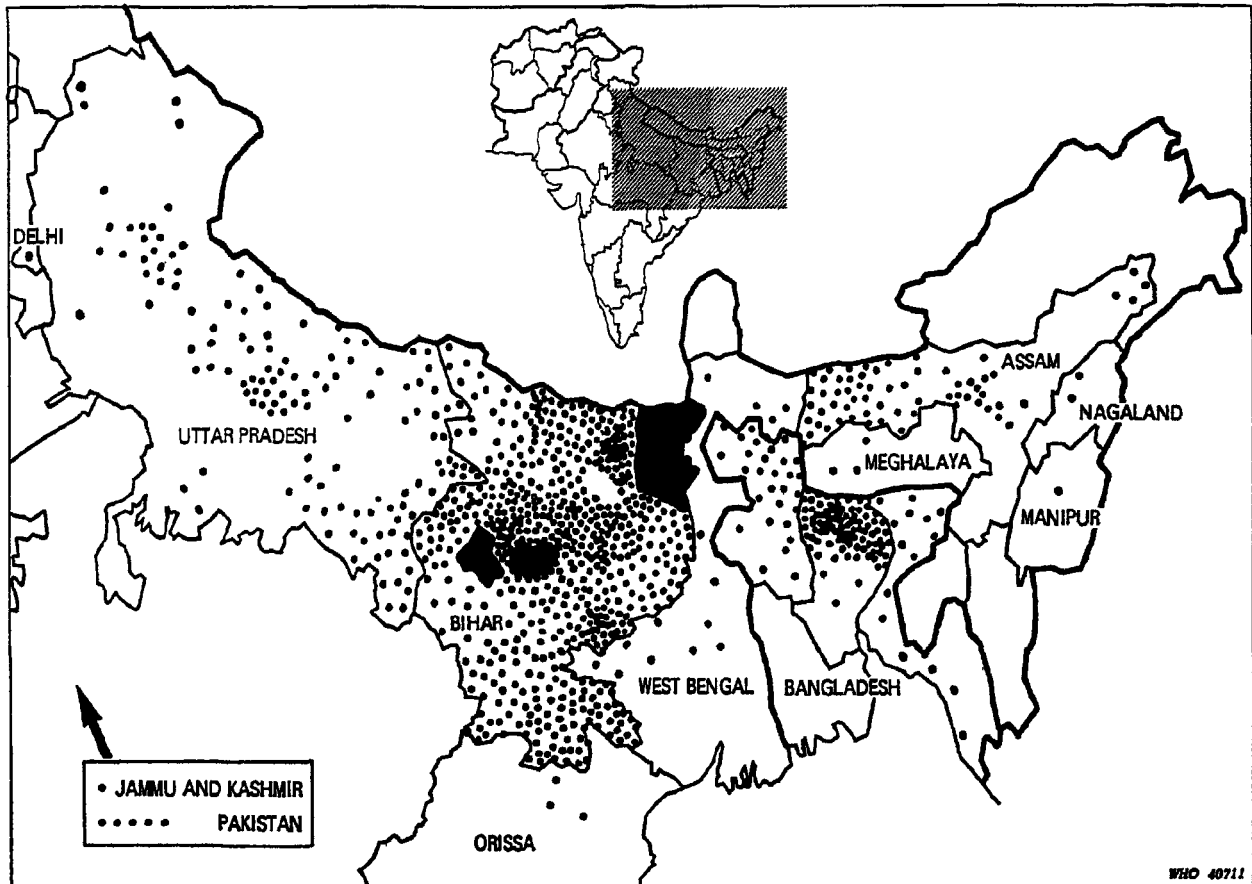 DELHI
ASSAM
NAGALAND
UTTAR PRADESH
MEGHALAYA
MANIPUR
BIHAR
WEST BENGAL
BANGLADESH
JAMMU AND KASHMIR
PAKISTAN
ORISSA
WHO 40711